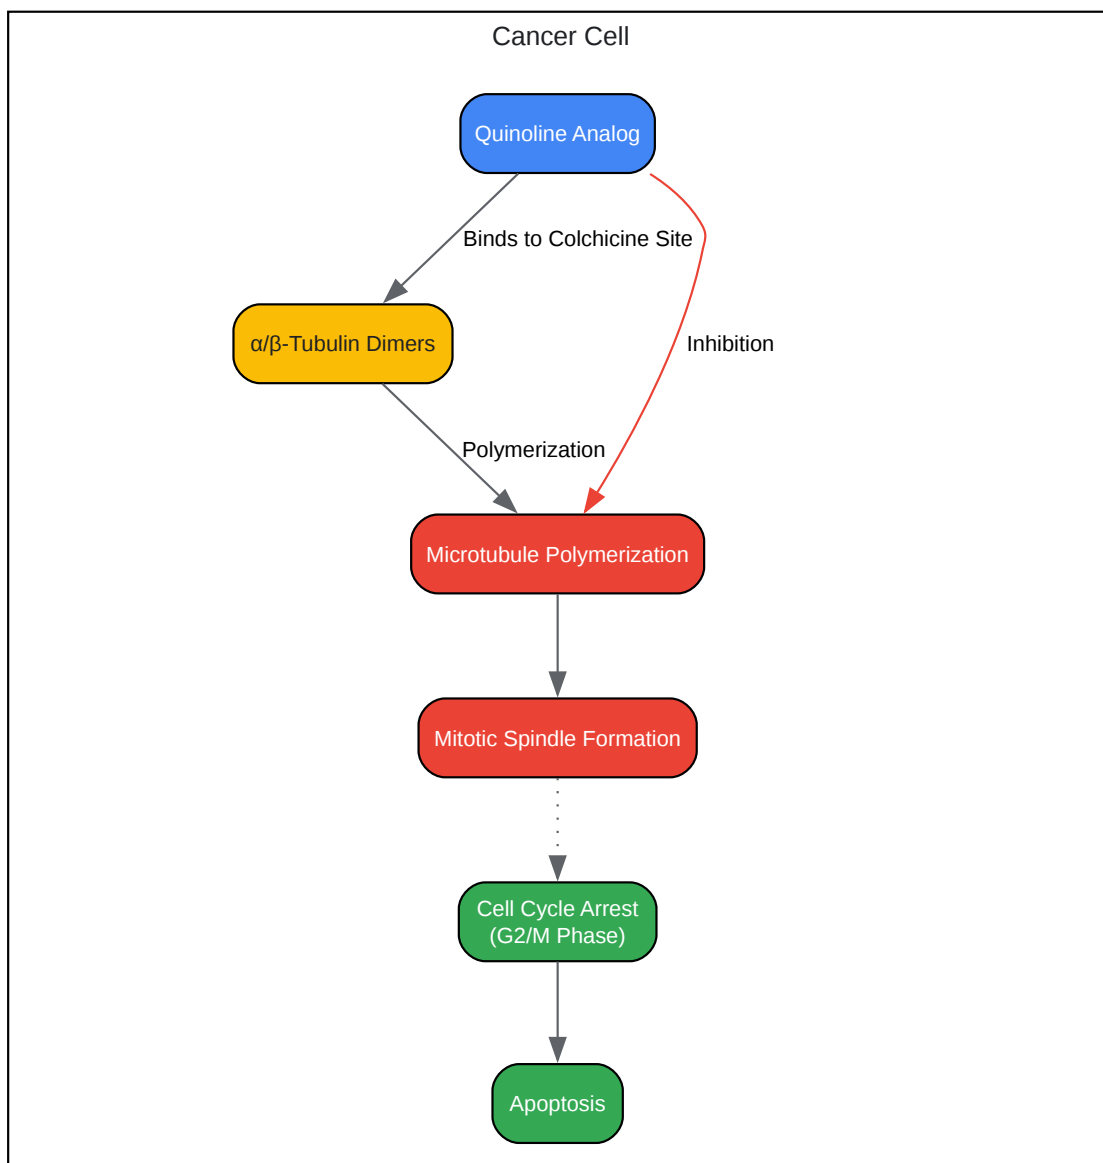 Cancer Cell
Quinoline Analog
Binds to Colchicine Site
α/β-Tubulin Dimers
Inhibition
Polymerization
Microtubule Polymerization
Mitotic Spindle Formation
Cell Cycle Arrest
(G2/M Phase)
Apoptosis